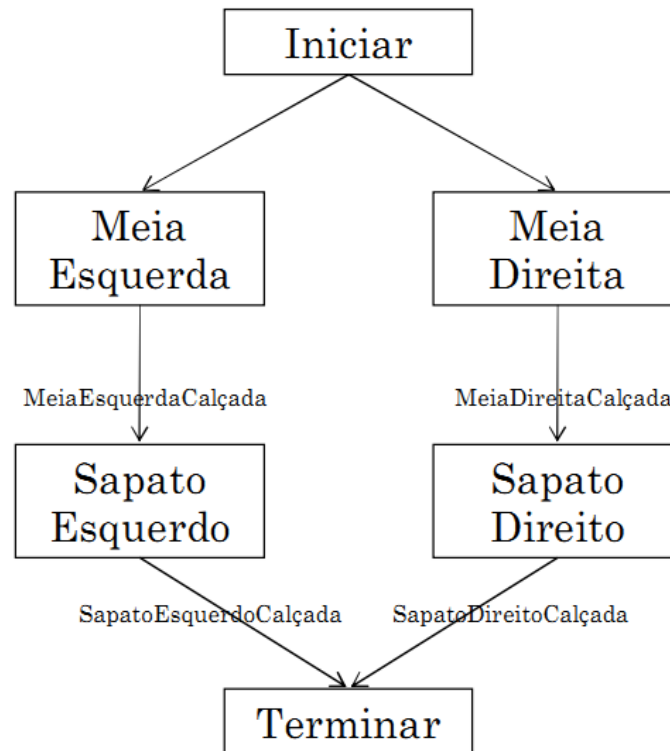 Iniciar
Meia
Esquerda
Meia
Direita
MeiaEsquerdaCalçada
MeiaDireitaCalçada
Sapato
Esquerdo
Sapato
Direito
SapatoEsquerdoCalçada
SapatoDireitoCalçada
Terminar